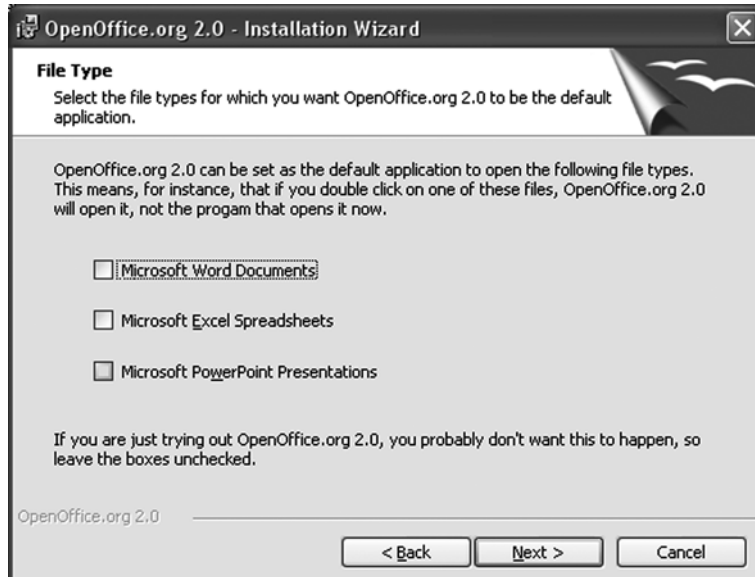 OpenOffice.org 2.0 - Installation Wizard
File Type
Select the file types for which you want OpenOffice.org 2.0 to be the default
application.
OpenOffice.org 2.0 can be set as the default application to open the following file types.
This means, for instance, that if you double click on one of these files, OpenOffice.org 2.0
will open it, not the progam that opens it now.
Microsoft Word Documents
Microsoft Excel Spreadsheets
Microsoft PowerPoint Presentations
If you are just trying out OpenOffice.org 2.0, you probably don't want this to happen, so
leave the boxes unchecked.
OpenOffice.org 2.0
< Back Next > Cancel